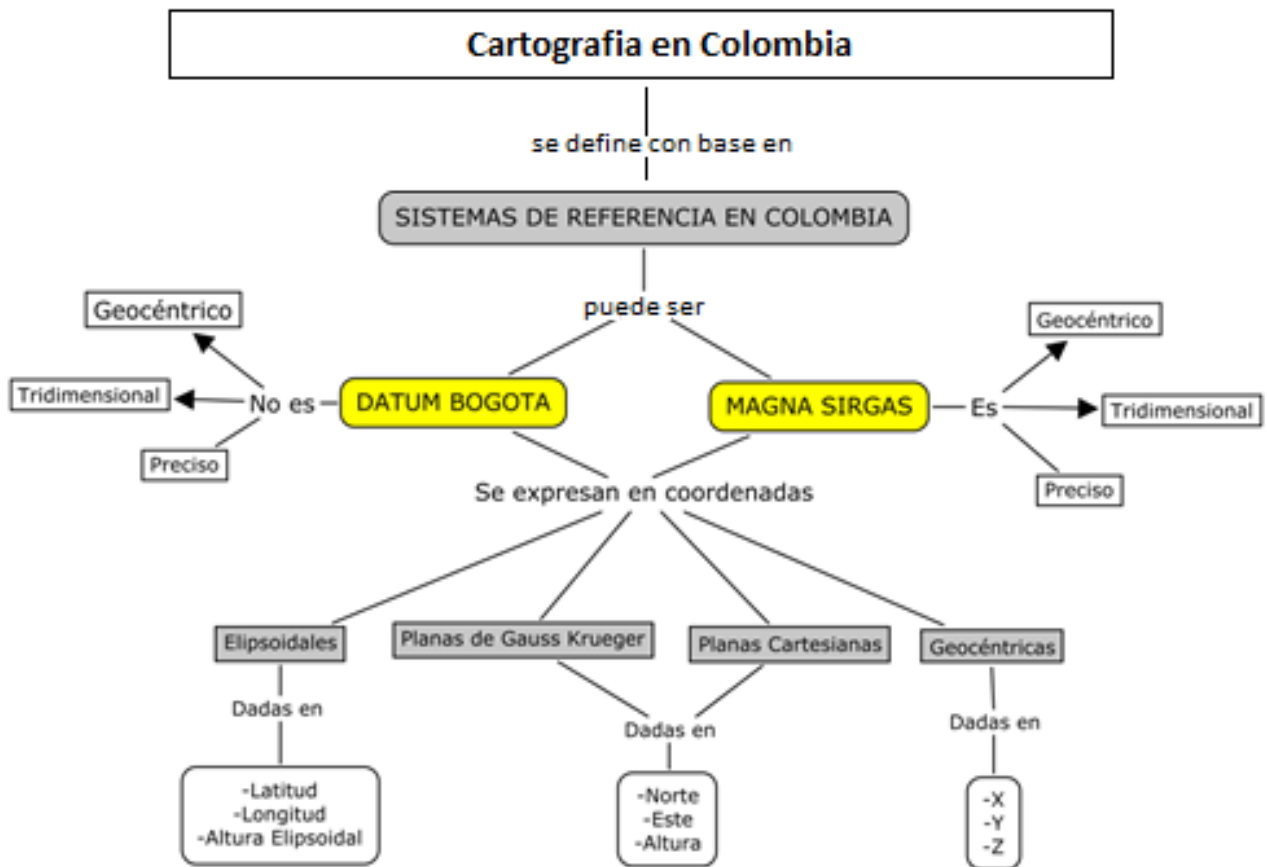 Cartografia en Colombia
se define con base en
SISTEMAS DE REFERENCIA EN COLOMBIA
puede ser
Geocéntrico
Tridimensional
No es
Preciso
DATUM BOGOTA
MAGNA SIRGAS
Es
Geocéntrico
Tridimensional
Preciso
Se expresan en coordenadas
Elipsoidales
Planas de Gauss Krueger
Planas Cartesianas
Geocéntricas
Dadas en
Dadas en
Dadas en
-Latitud
-Longitud
-Altura Elipsoidal
-Norte
-Este
-Altura
-X
-Y
-Z